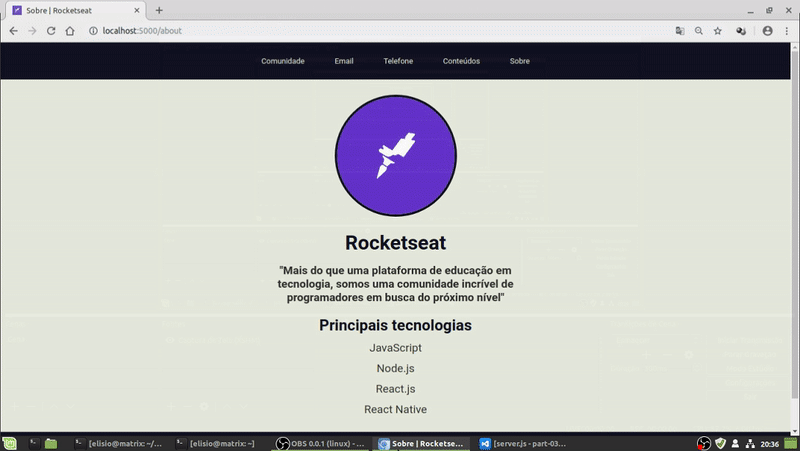 Sobre | Rocketseat
localhost:5000/about
Comunidade Email Telefone Conteúdos Sobre
Rocketseat
"Mais do que uma plataforma de educação em
tecnologia, somos uma comunidade incrível de
programadores em busca do próximo nível"
Principais tecnologias
JavaScript
Node.js
React.js
React Native
[elisio@matrix: ~/... [elisio@matrix: ~] OBS 0.0.1 (linux) - ... Sobre | Rocketse... [server.js - part-03... 20:36